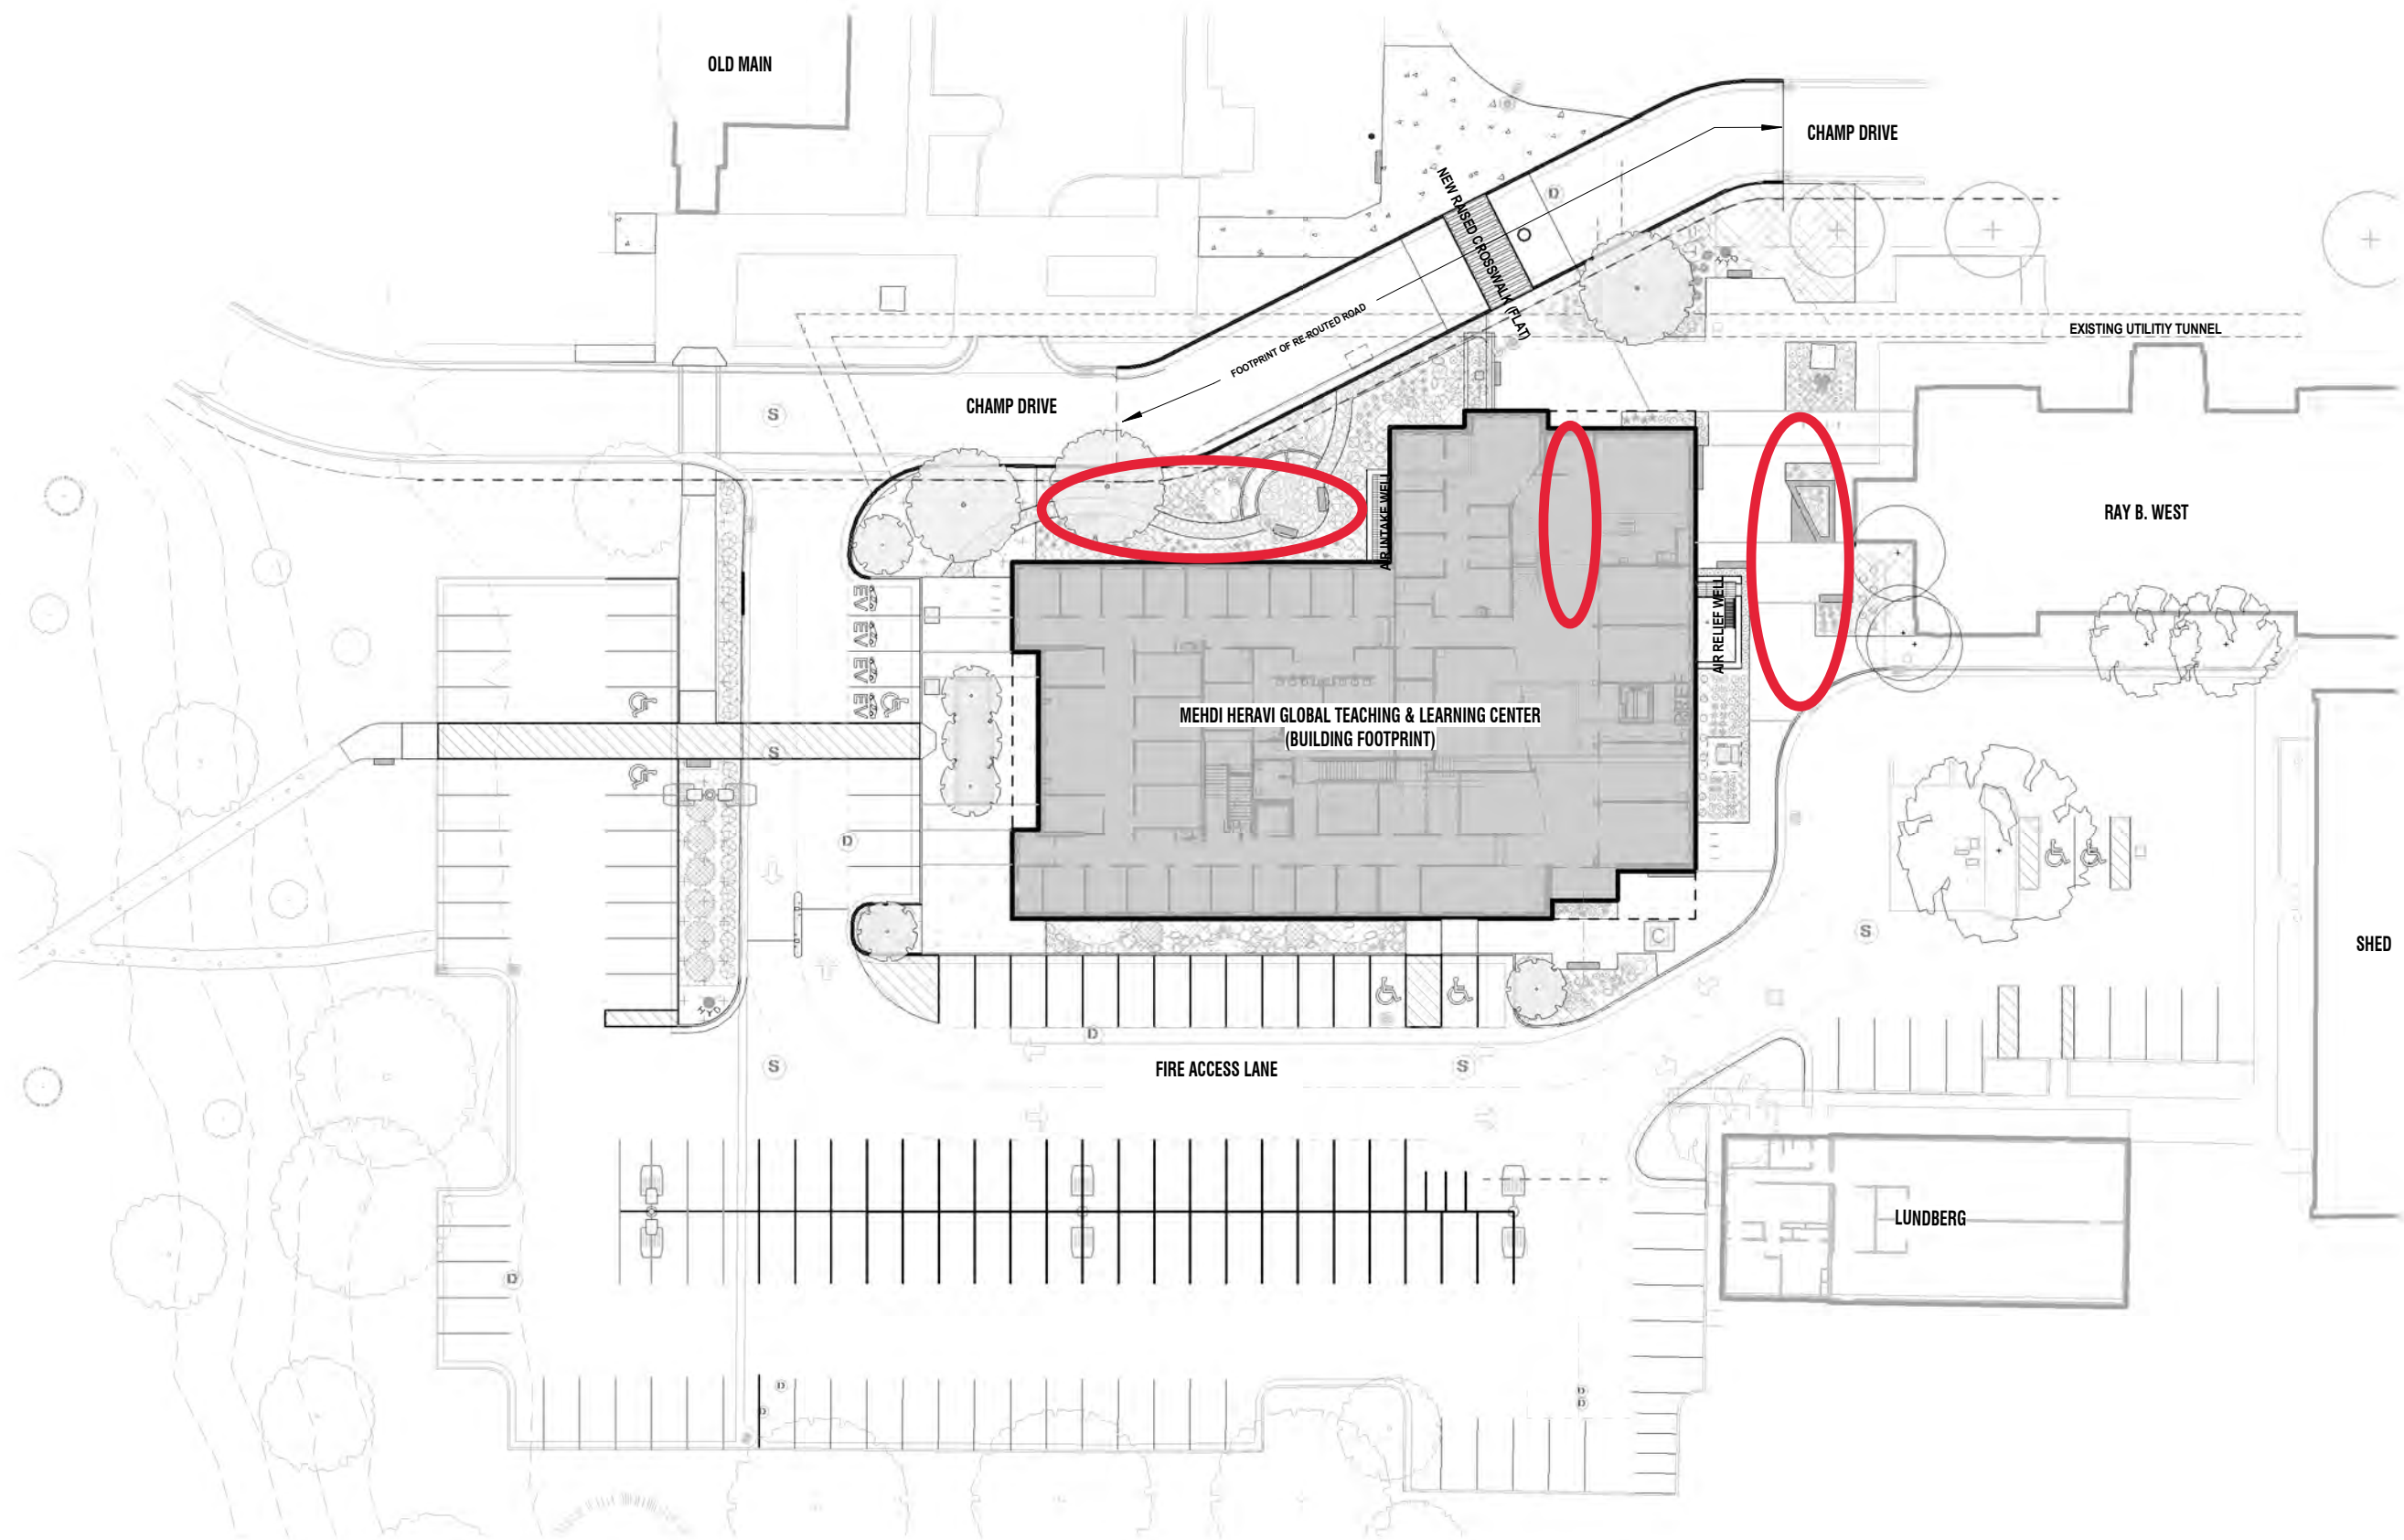 OLD MAIN
CHAMP DRIVE
NEW RAISED CROSSWALK (FLAT)
D
HYD
EXISTING UTILITIY TUNNEL
FOOTPRINT OF RE-ROUTED ROAD
CHAMP DRIVE
S
AIR INTAKE WELL
RAY B. WEST
EV
EV
EV
EV
AIR RELIEF WELL
MEHDI HERAVI GLOBAL TEACHING & LEARNING CENTER
(BUILDING FOOTPRINT)
S
D
S
C
SHED
HYD
D
FIRE ACCESS LANE
S
S
LUNDBERG
D
D
D
D
D